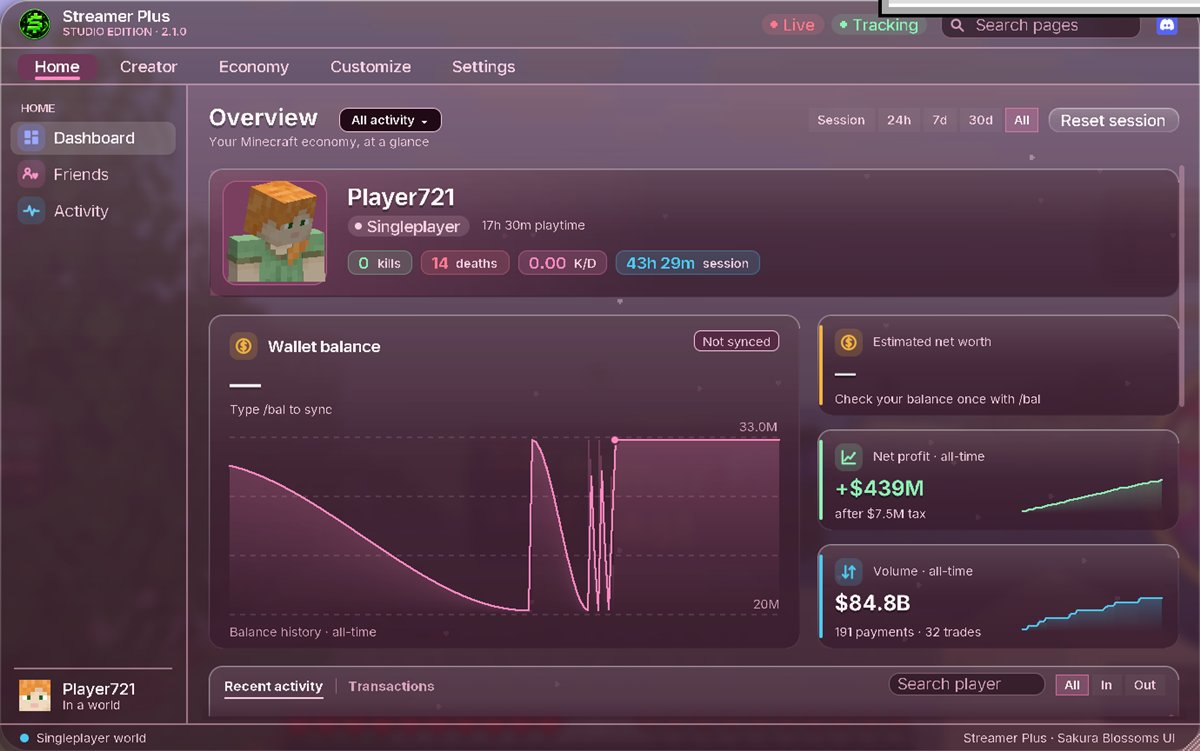 Streamer Plus
STUDIO EDITION · 2.1.0
Live
Tracking
Search pages
Home
Creator
Economy
Customize
Settings
HOME
Dashboard
Friends
Activity
Overview
All activity
Your Minecraft economy, at a glance
Session
24h
7d
30d
All
Reset session
Player721
Singleplayer
17h 30m playtime
0 kills
14 deaths
0.00 K/D
43h 29m session
Wallet balance
Not synced
—
Type /bal to sync
33.0M
20M
Balance history · all-time
Estimated net worth
—
Check your balance once with /bal
Net profit · all-time
+$439M
after $7.5M tax
Volume · all-time
$84.8B
191 payments · 32 trades
Recent activity
Transactions
Search player
All
In
Out
Player721
In a world
Singleplayer world
Streamer Plus · Sakura Blossoms UI